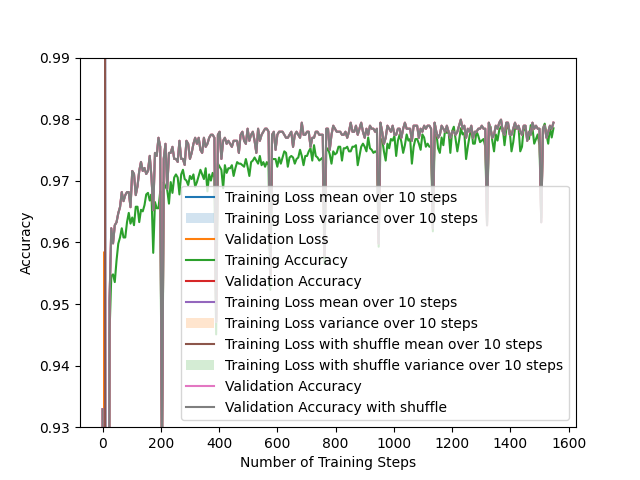 0.99
0.98
0.97
0.96
0.95
0.94
0.93
Accuracy
0 200 400 600 800 1000 1200 1400 1600
Number of Training Steps
Training Loss mean over 10 steps
Training Loss variance over 10 steps
Validation Loss
Training Accuracy
Validation Accuracy
Training Loss mean over 10 steps
Training Loss variance over 10 steps
Training Loss with shuffle mean over 10 steps
Training Loss with shuffle variance over 10 steps
Validation Accuracy
Validation Accuracy with shuffle